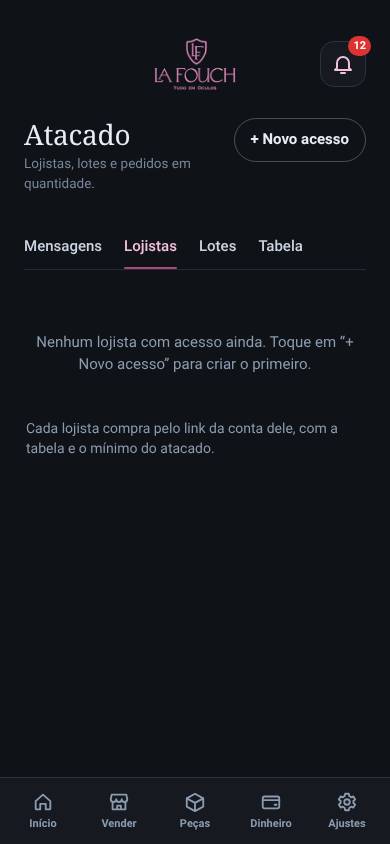 LA FOUCH
TUDO EM ÓCULOS
12
Atacado
+ Novo acesso
Lojistas, lotes e pedidos em
quantidade.
Mensagens
Lojistas
Lotes
Tabela
Nenhum lojista com acesso ainda. Toque em “+
Novo acesso” para criar o primeiro.
Cada lojista compra pelo link da conta dele, com a
tabela e o mínimo do atacado.
Início
Vender
Peças
Dinheiro
Ajustes